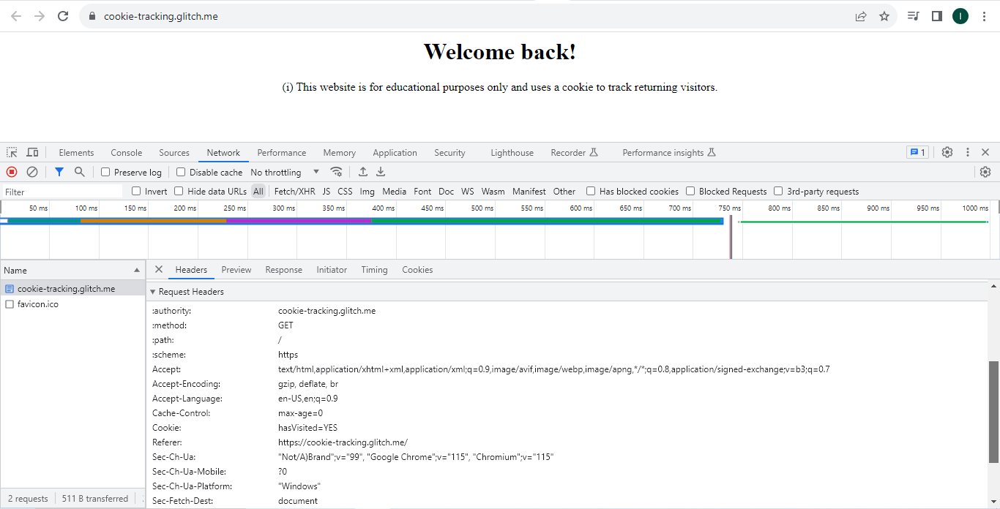 cookie-tracking.glitch.me
I
Welcome back!
(i) This website is for educational purposes only and uses a cookie to track returning visitors.
Elements Console Sources Network Performance Memory Application Security Lighthouse Recorder Performance insights 1
Preserve log Disable cache No throttling
Filter Invert Hide data URLs All Fetch/XHR JS CSS Img Media Font Doc WS Wasm Manifest Other Has blocked cookies Blocked Requests 3rd-party requests
50 ms 100 ms 150 ms 200 ms 250 ms 300 ms 350 ms 400 ms 450 ms 500 ms 550 ms 600 ms 650 ms 700 ms 750 ms 800 ms 850 ms 900 ms 950 ms 1000 ms
Name
cookie-tracking.glitch.me
favicon.ico
Headers Preview Response Initiator Timing Cookies
Request Headers
:authority: cookie-tracking.glitch.me
:method: GET
:path: /
:scheme: https
Accept: text/html,application/xhtml+xml,application/xml;q=0.9,image/avif,image/webp,image/apng,*/*;q=0.8,application/signed-exchange;v=b3;q=0.7
Accept-Encoding: gzip, deflate, br
Accept-Language: en-US,en;q=0.9
Cache-Control: max-age=0
Cookie: hasVisited=YES
Referer: https://cookie-tracking.glitch.me/
Sec-Ch-Ua: "Not/A)Brand";v="99", "Google Chrome";v="115", "Chromium";v="115"
Sec-Ch-Ua-Mobile: ?0
Sec-Ch-Ua-Platform: "Windows"
Sec-Fetch-Dest: document
2 requests 511 B transferred